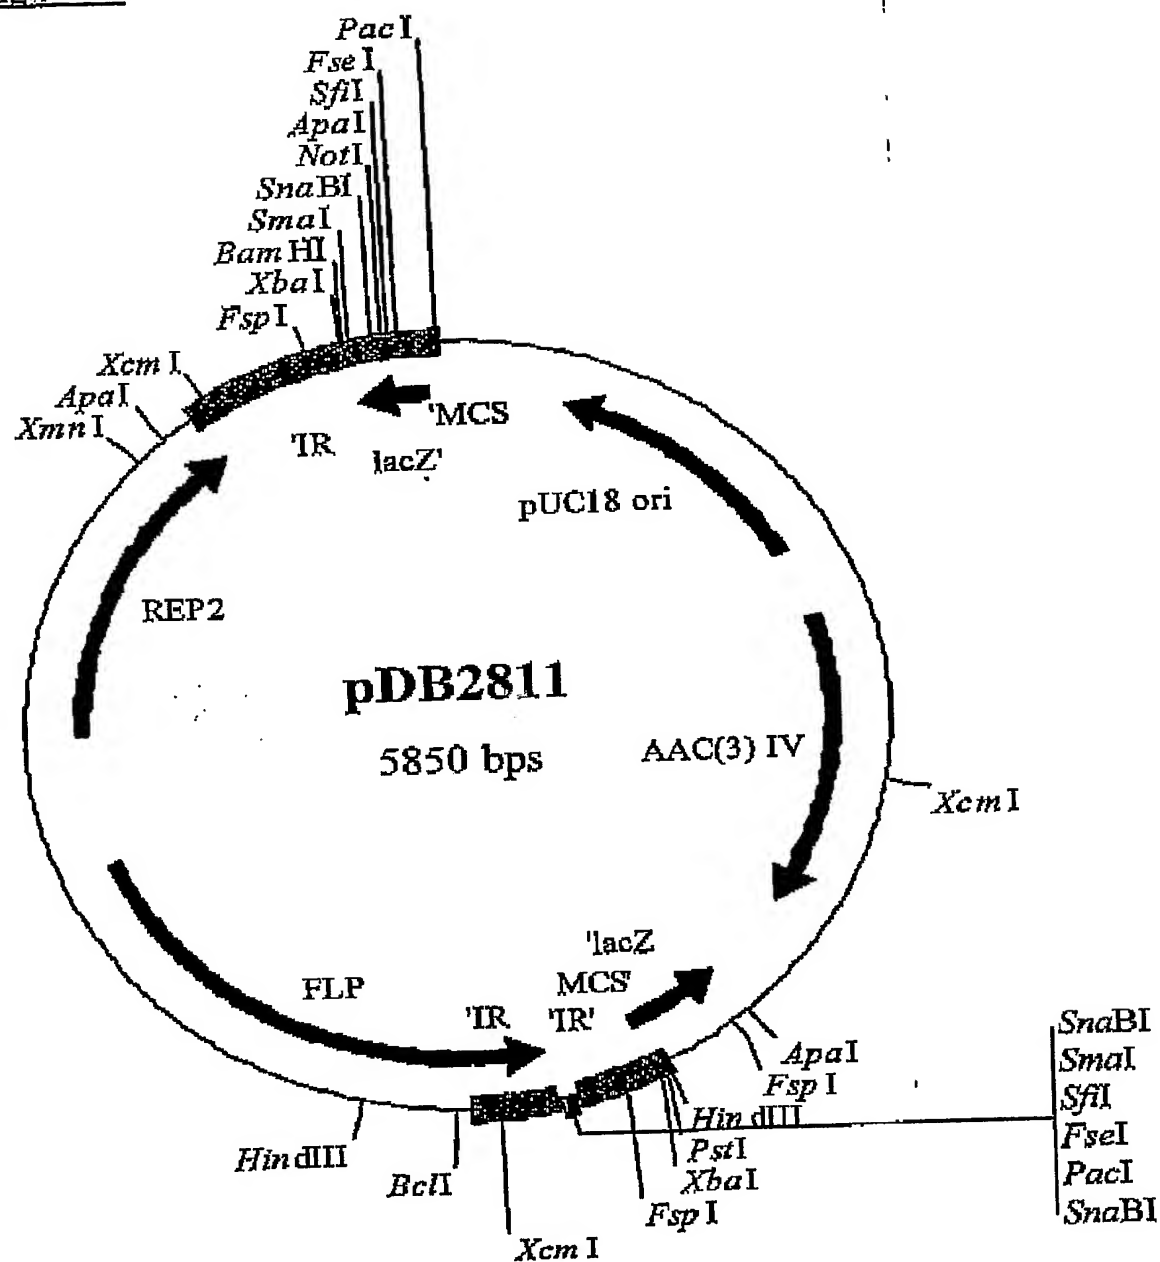 PacI
FseI
SfiI
ApaI
NotI
SnaBI
SmaI
BamHI
XbaI
FspI
XcmI
ApaI
XmnI
'MCS
'IR
lacZ'
pUC18 ori
REP2
pDB2811
5850 bps
AAC(3) IV
XcmI
'lacZ
MCS'
FLP
'IR
'IR'
ApaI
FspI
HindIII
PstI
XbaI
FspI
HindIII
BclI
XcmI
SnaBI
SmaI
SfiI
FseI
PacI
SnaBI